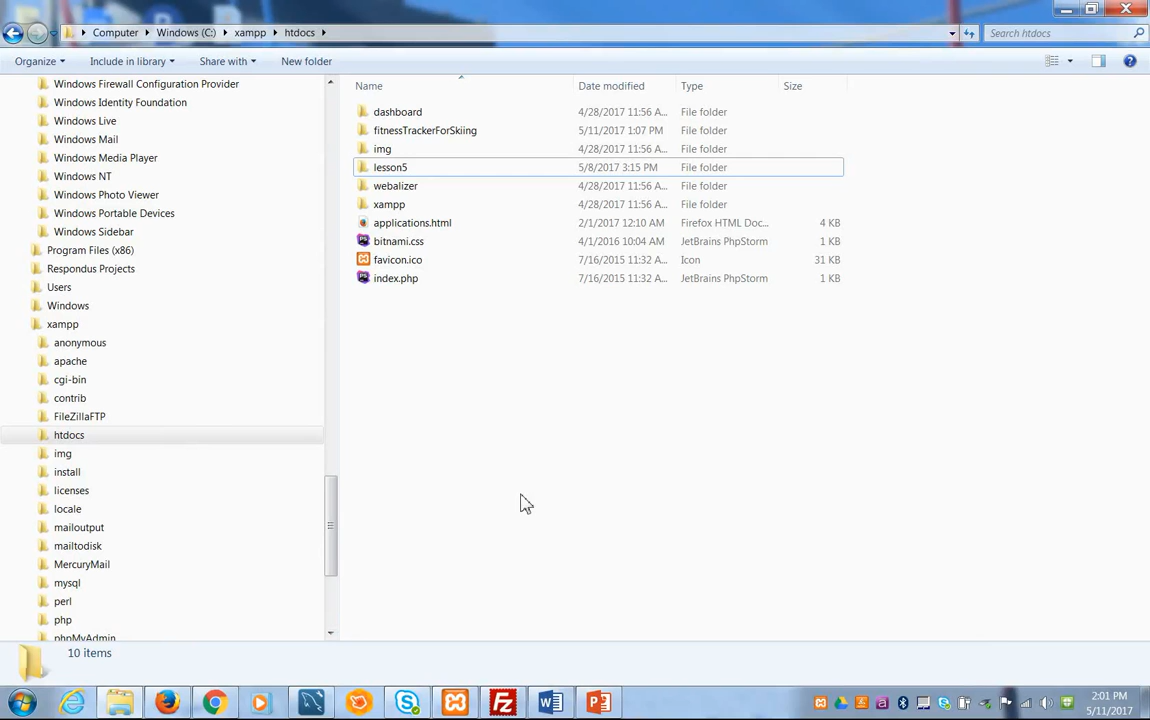 Computer Windows (C:) xampp htdocs
Search htdocs
Organize Include in library Share with New folder
Windows Firewall Configuration Provider
Windows Identity Foundation
Windows Live
Windows Mail
Windows Media Player
Windows NT
Windows Photo Viewer
Windows Portable Devices
Windows Sidebar
Program Files (x86)
Respondus Projects
Users
Windows
xampp
anonymous
apache
cgi-bin
contrib
FileZillaFTP
htdocs
img
install
licenses
locale
mailoutput
mailtodisk
MercuryMail
mysql
perl
php
phpMyAdmin
Name Date modified Type Size
dashboard 4/28/2017 11:56 A... File folder
fitnessTrackerForSkiing 5/11/2017 1:07 PM File folder
img 4/28/2017 11:56 A... File folder
lesson5 5/8/2017 3:15 PM File folder
webalizer 4/28/2017 11:56 A... File folder
xampp 4/28/2017 11:56 A... File folder
applications.html 2/1/2017 12:10 AM Firefox HTML Doc... 4 KB
bitnami.css 4/1/2016 10:04 AM JetBrains PhpStorm 1 KB
favicon.ico 7/16/2015 11:32 A... Icon 31 KB
index.php 7/16/2015 11:32 A... JetBrains PhpStorm 1 KB
10 items
2:01 PM
5/11/2017